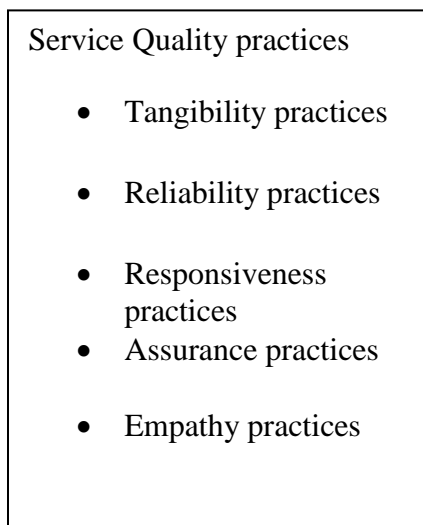 Service Quality practices
• Tangibility practices
• Reliability practices
• Responsiveness
practices
• Assurance practices
• Empathy practices